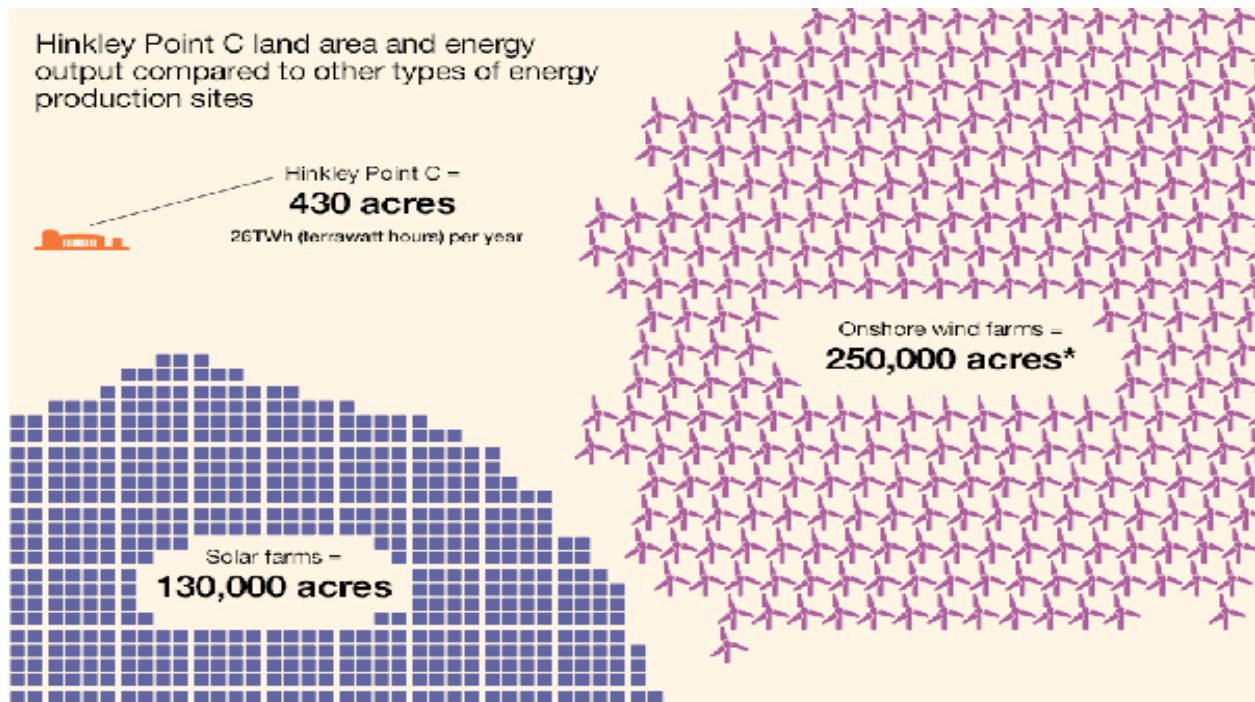 Hinkley Point C land area and energy
output compared to other types of energy
production sites
Hinkley Point C =
430 acres
26TWh (terrawatt hours) per year
Onshore wind farms =
250,000 acres*
Solar farms =
130,000 acres